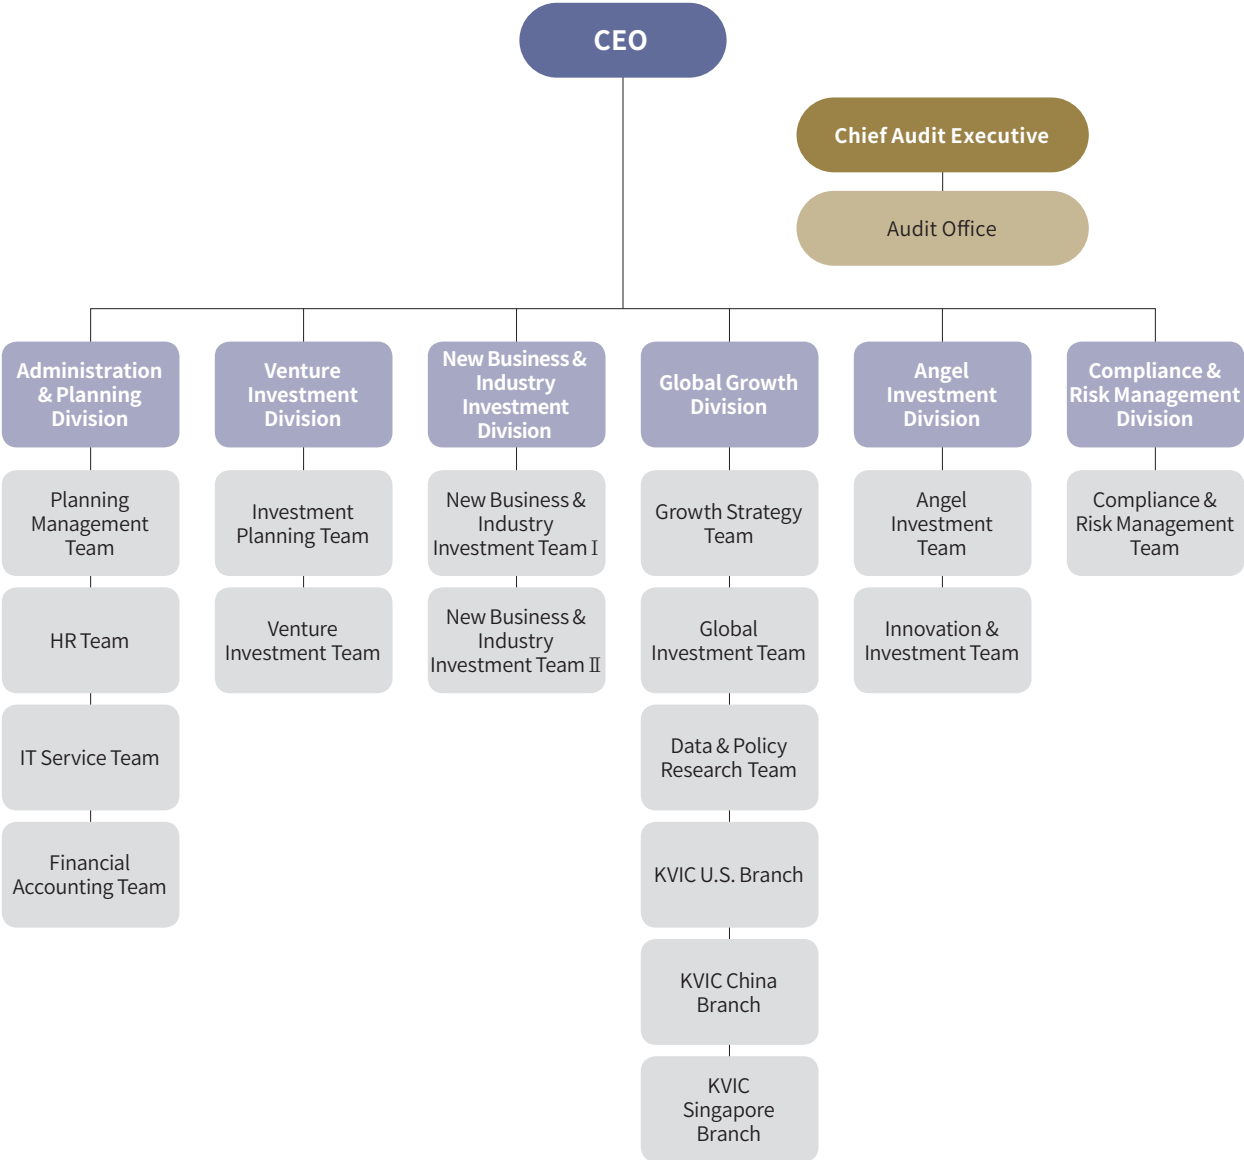 CEO
Chief Audit Executive
Audit Office
Administration
& Planning
Division
Venture
Investment
Division
New Business &
Industry
Investment
Division
Global Growth
Division
Angel
Investment
Division
Compliance &
Risk Management
Division
Planning
Management
Team
HR Team
IT Service Team
Financial
Accounting Team
Investment
Planning Team
Venture
Investment Team
New Business &
Industry
Investment Team Ⅰ
New Business &
Industry
Investment Team Ⅱ
Growth Strategy
Team
Global
Investment Team
Data & Policy
Research Team
KVIC U.S. Branch
KVIC China
Branch
KVIC
Singapore
Branch
Angel
Investment
Team
Innovation &
Investment Team
Compliance &
Risk Management
Team